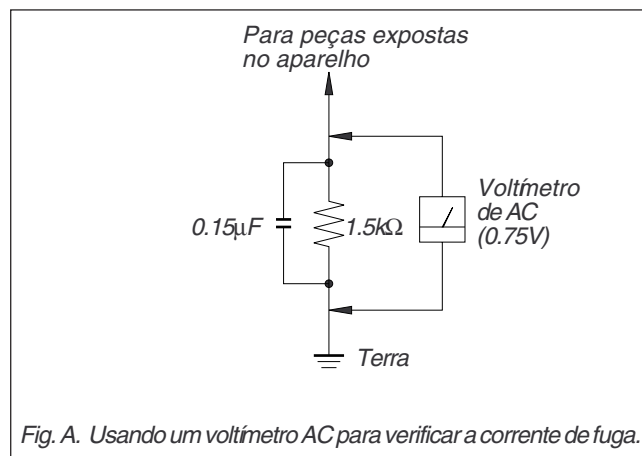 Para peças expostas
no aparelho
0.15µF
1.5kΩ
Voltímetro
de AC
(0.75V)
Terra
Fig. A. Usando um voltímetro AC para verificar a corrente de fuga.